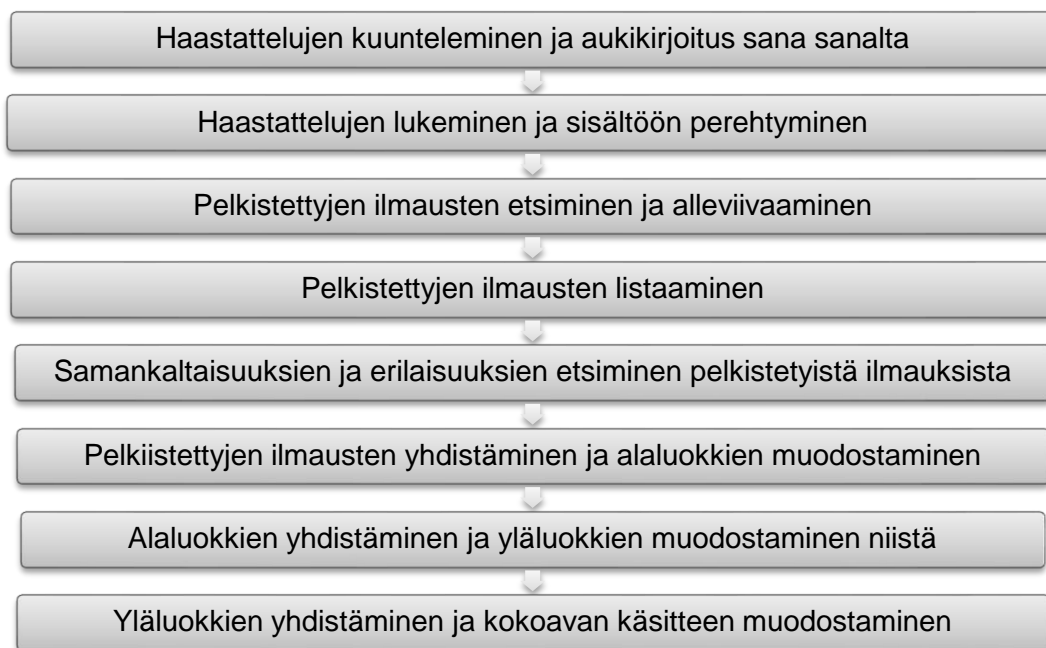 Haastattelujen kuunteleminen ja aukikirjoitus sana sanalta
Haastattelujen lukeminen ja sisältöön perehtyminen
Pelkistettyjen ilmausten etsiminen ja alleviivaaminen
Pelkistettyjen ilmausten listaaminen
Samankaltaisuuksien ja erilaisuuksien etsiminen pelkistetyistä ilmauksista
Pelkiistettyjen ilmausten yhdistäminen ja alaluokkien muodostaminen
Alaluokkien yhdistäminen ja yläluokkien muodostaminen niistä
Yläluokkien yhdistäminen ja kokoavan käsitteen muodostaminen